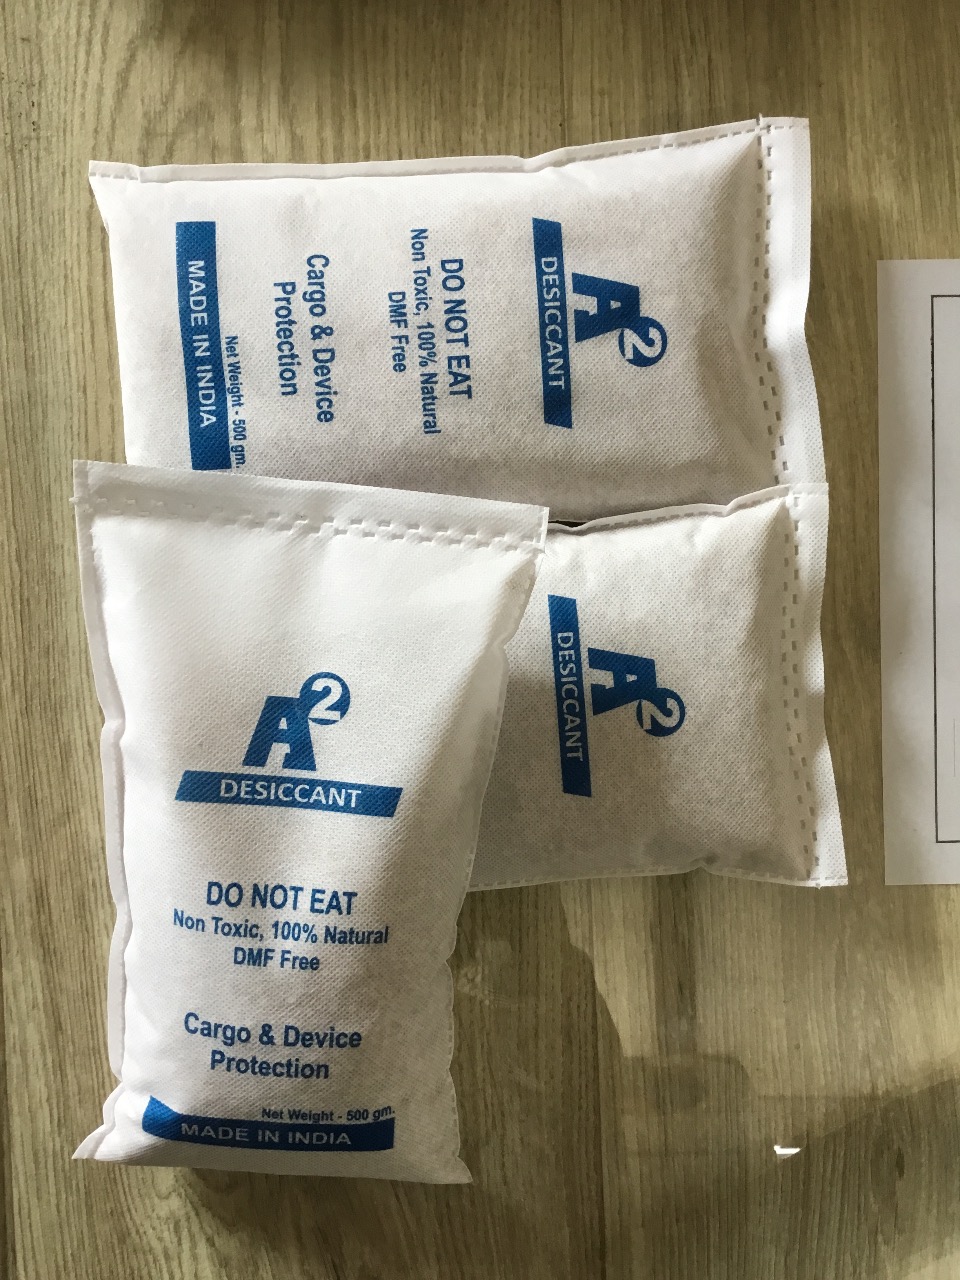 A2
DESICCANT
DO NOT EAT
Non Toxic, 100% Natural
DMF Free
Cargo & Device
Protection
Net Weight - 500 gm.
MADE IN INDIA
A2
DESICCANT
A2
DESICCANT
DO NOT EAT
Non Toxic, 100% Natural
DMF Free
Cargo & Device
Protection
Net Weight - 500 gm.
MADE IN INDIA